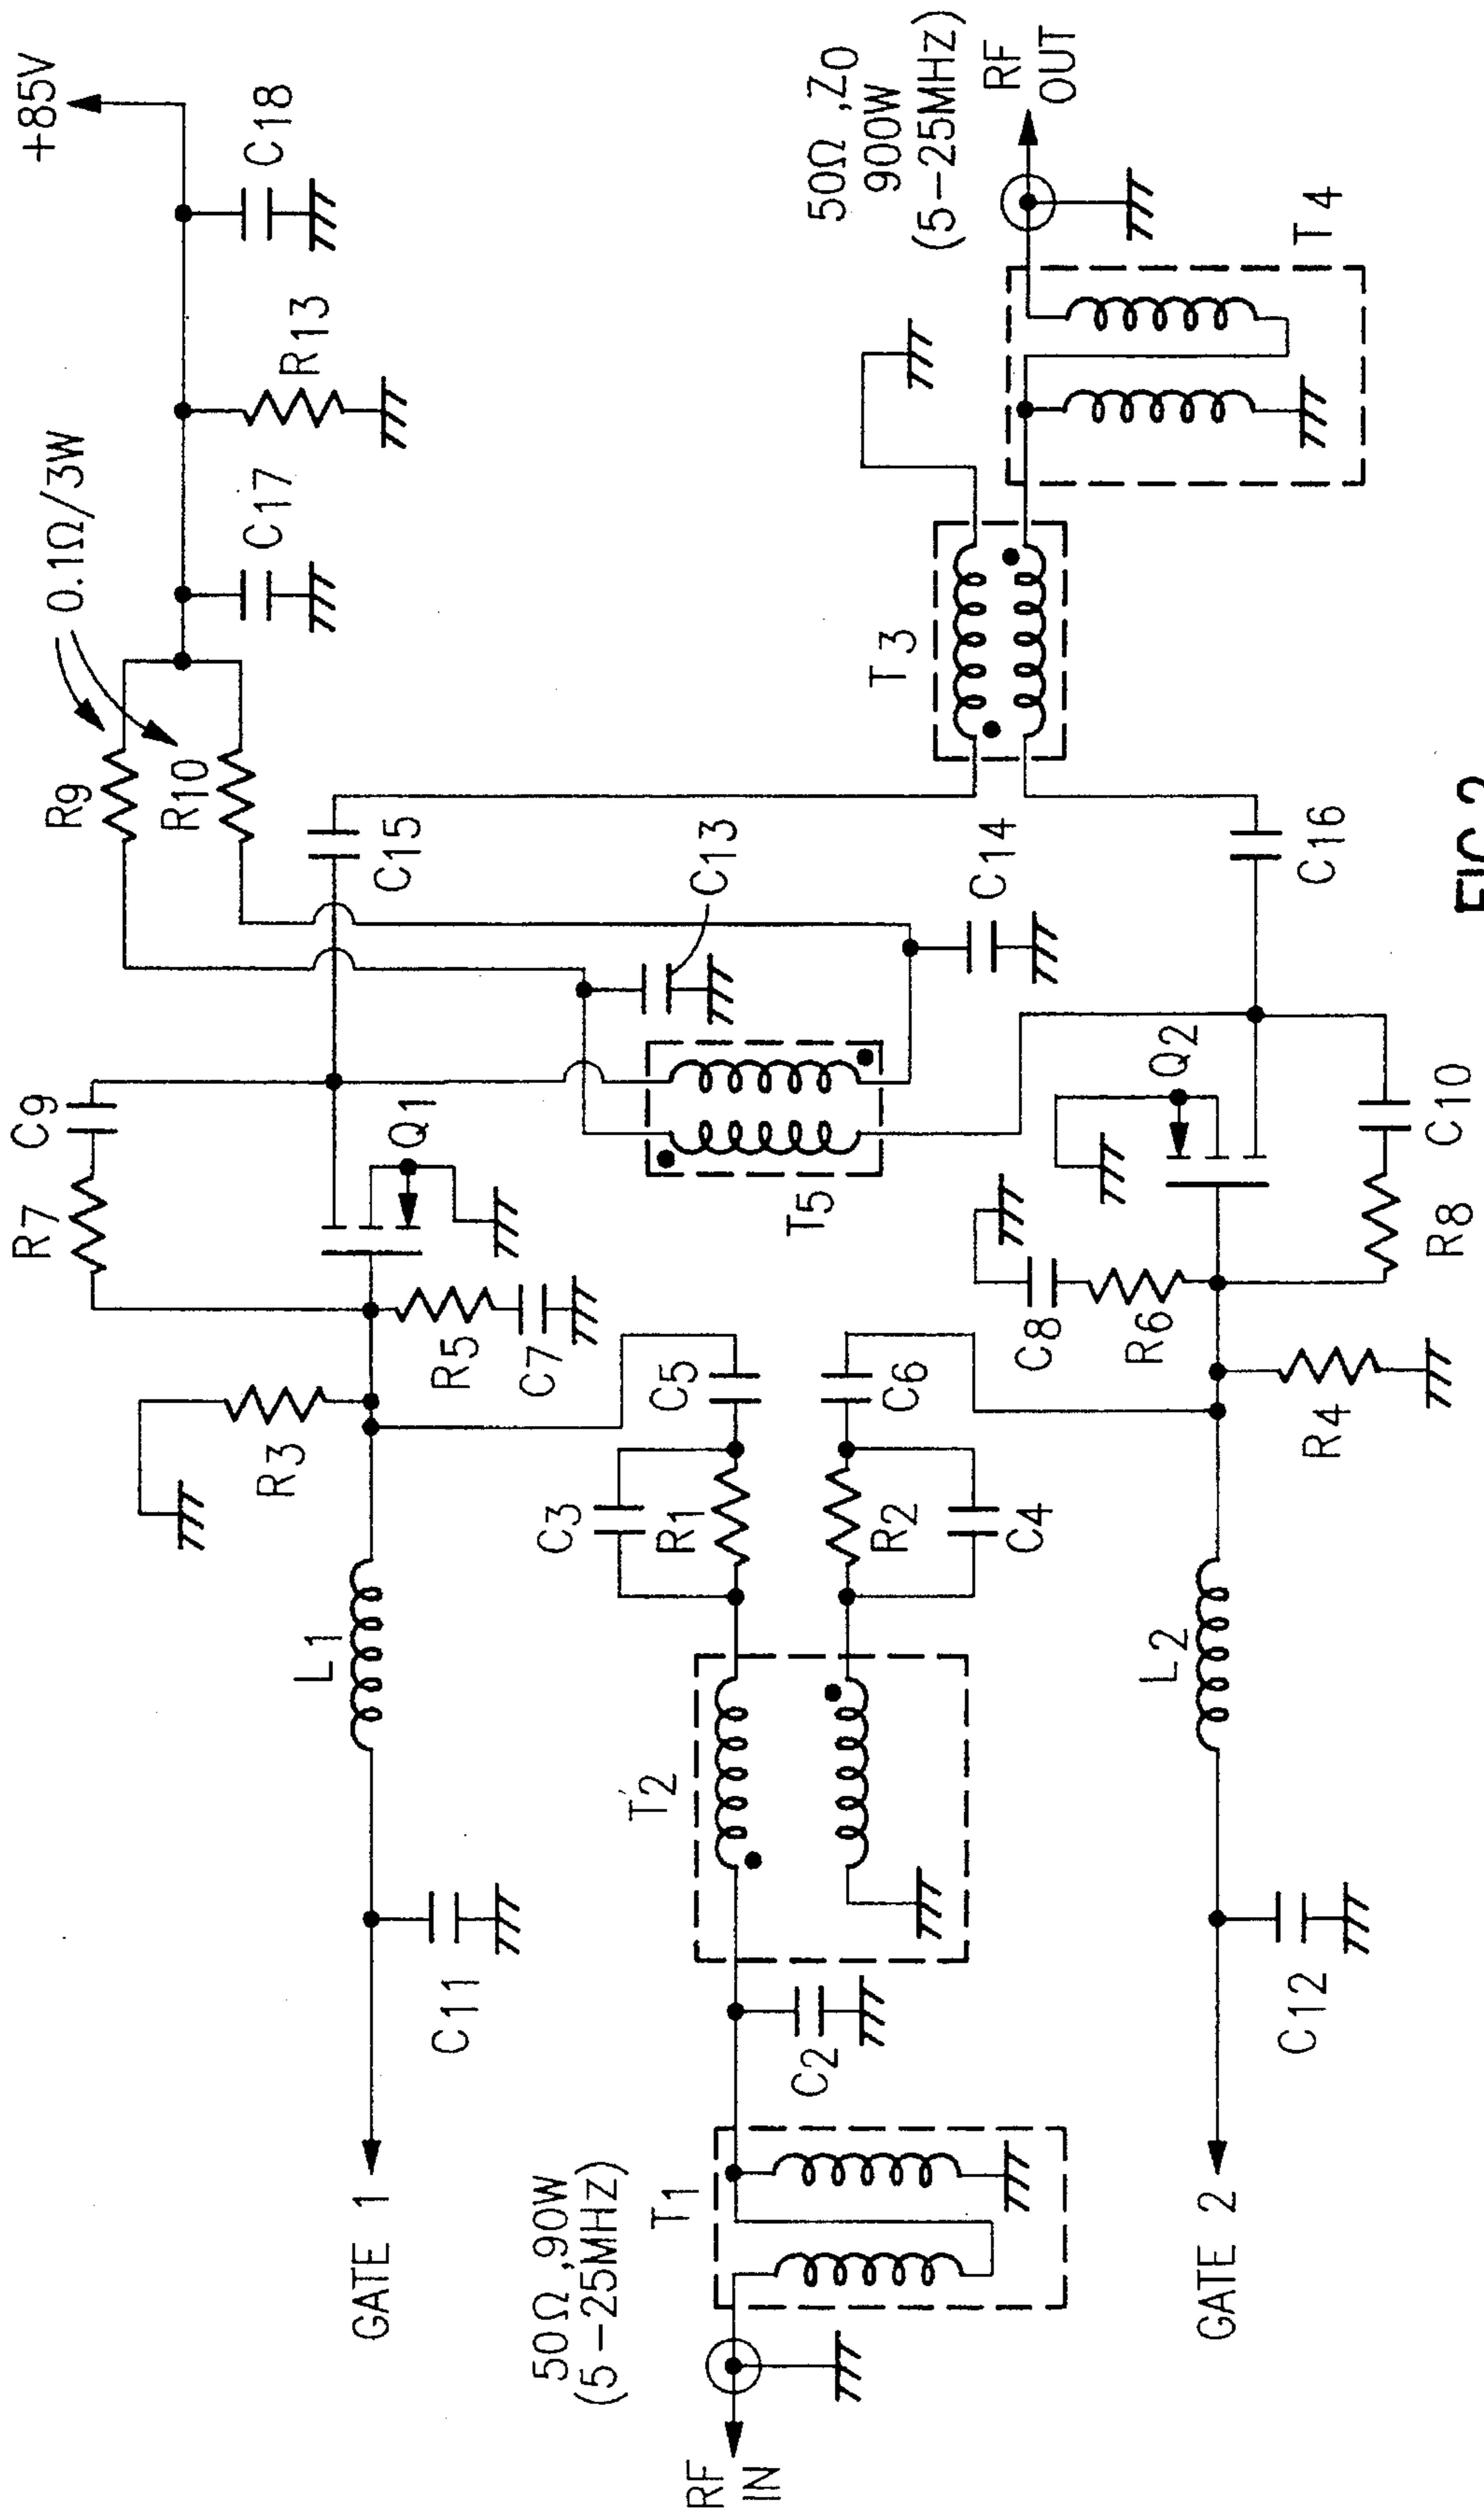 +85V
0.1Ω/3W
R9
R10
C17
R13
C18
C9
R7
Q1
C15
C13
C14
T5
R3
R5
C7
L1
C11
GATE 1
50Ω,Z0
900W
(5-25MHz)
RF
OUT
T3
T4
C5
C3
R1
R2
C6
C4
T2
C2
50Ω,90W
(5-25MHz)
T1
RF
IN
C8
R6
Q2
C16
C10
R8
R4
L2
C12
GATE 2